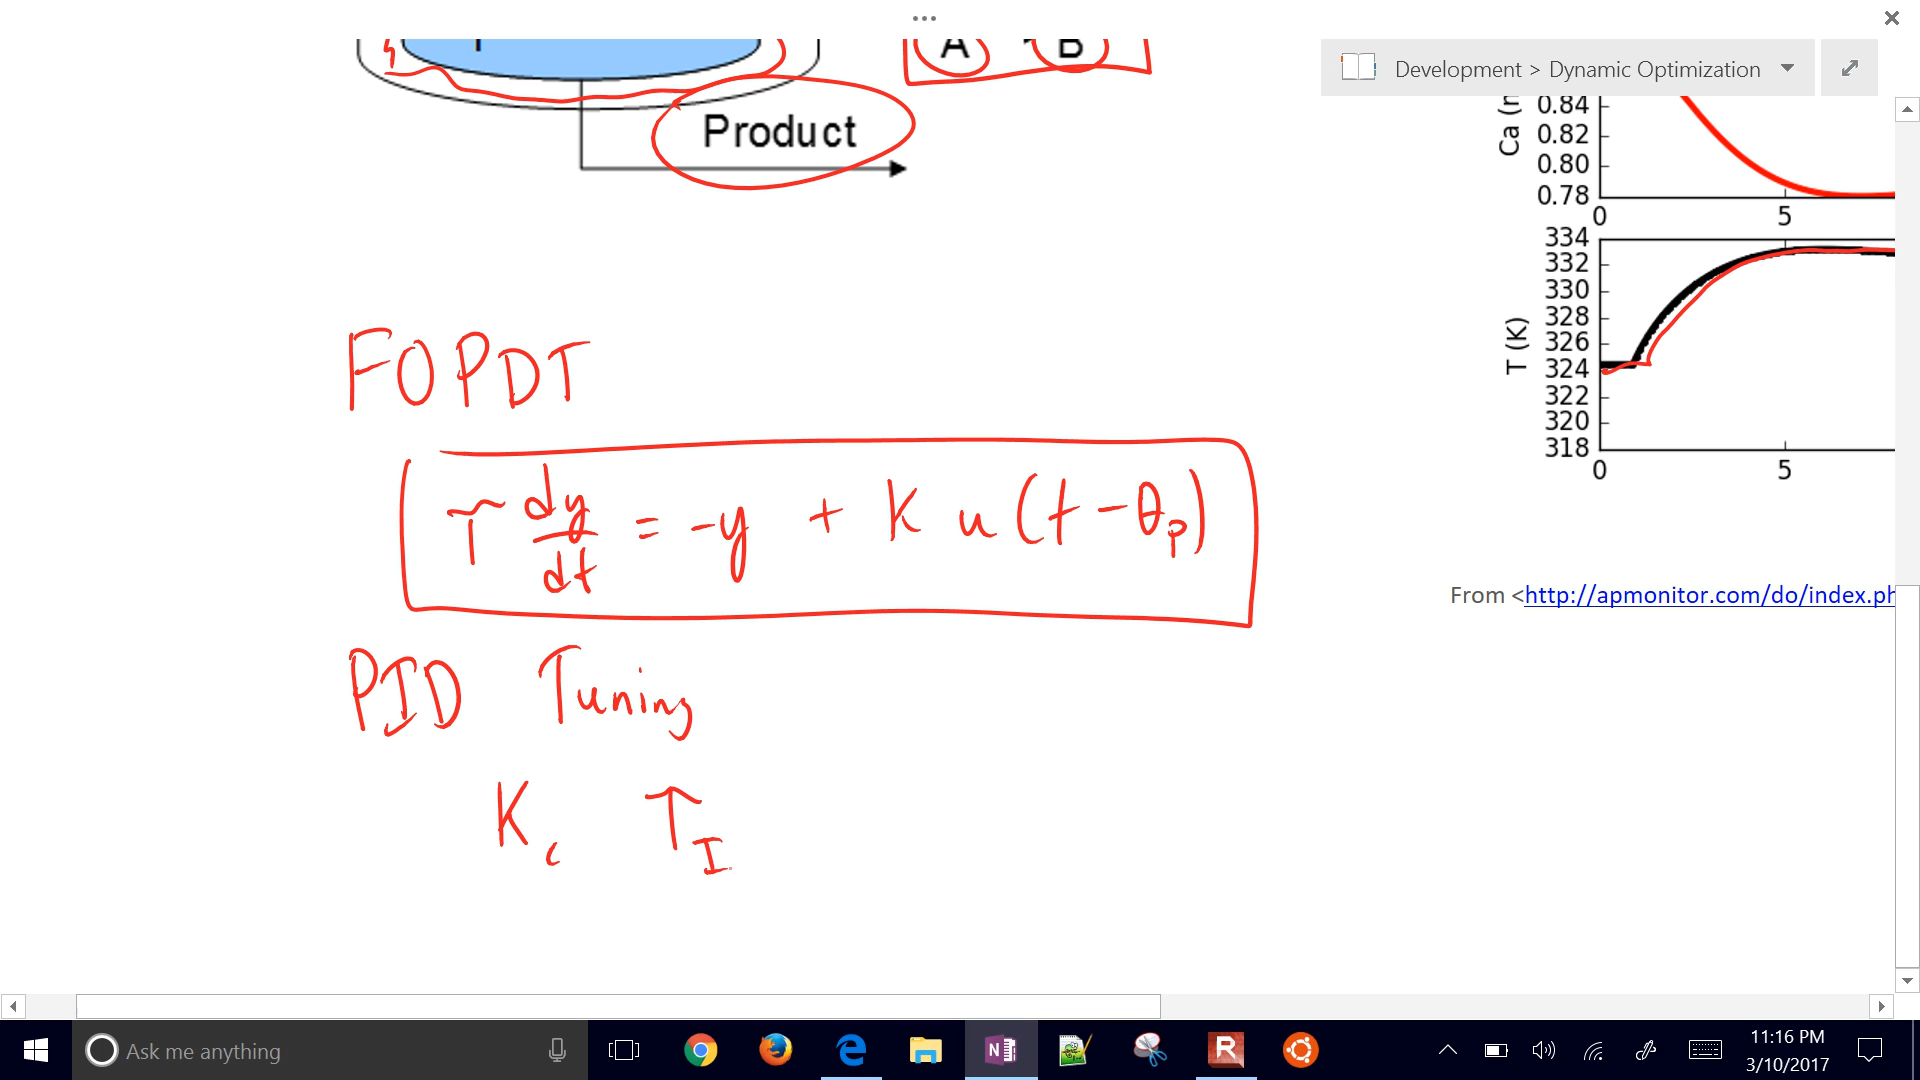 A B
Product
Development > Dynamic Optimization
Ca (
0.84
0.82
0.80
0.78
0 5
T (K)
334
332
330
328
326
324
322
320
318
0 5
FOPDT
τ dy/dt = -y + K u(t - θp)
From <http://apmonitor.com/do/index.ph
PID Tuning
Kc τI
Ask me anything
11:16 PM
3/10/2017